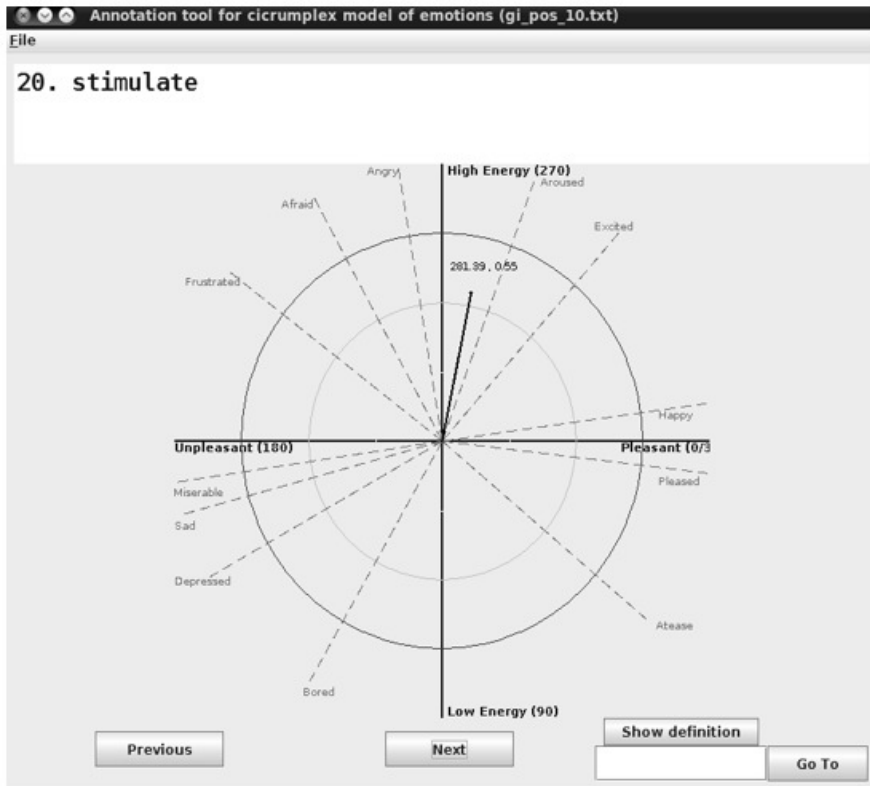 Annotation tool for cicrumplex model of emotions (gi_pos_10.txt)
File
20. stimulate
Angry
High Energy (270)
Aroused
Afraid
Excited
281.39 , 0.55
Frustrated
Happy
Unpleasant (180)
Pleasant (0/3
Pleased
Miserable
Sad
Depressed
Atease
Bored
Low Energy (90)
Show definition
Previous
Next
Go To